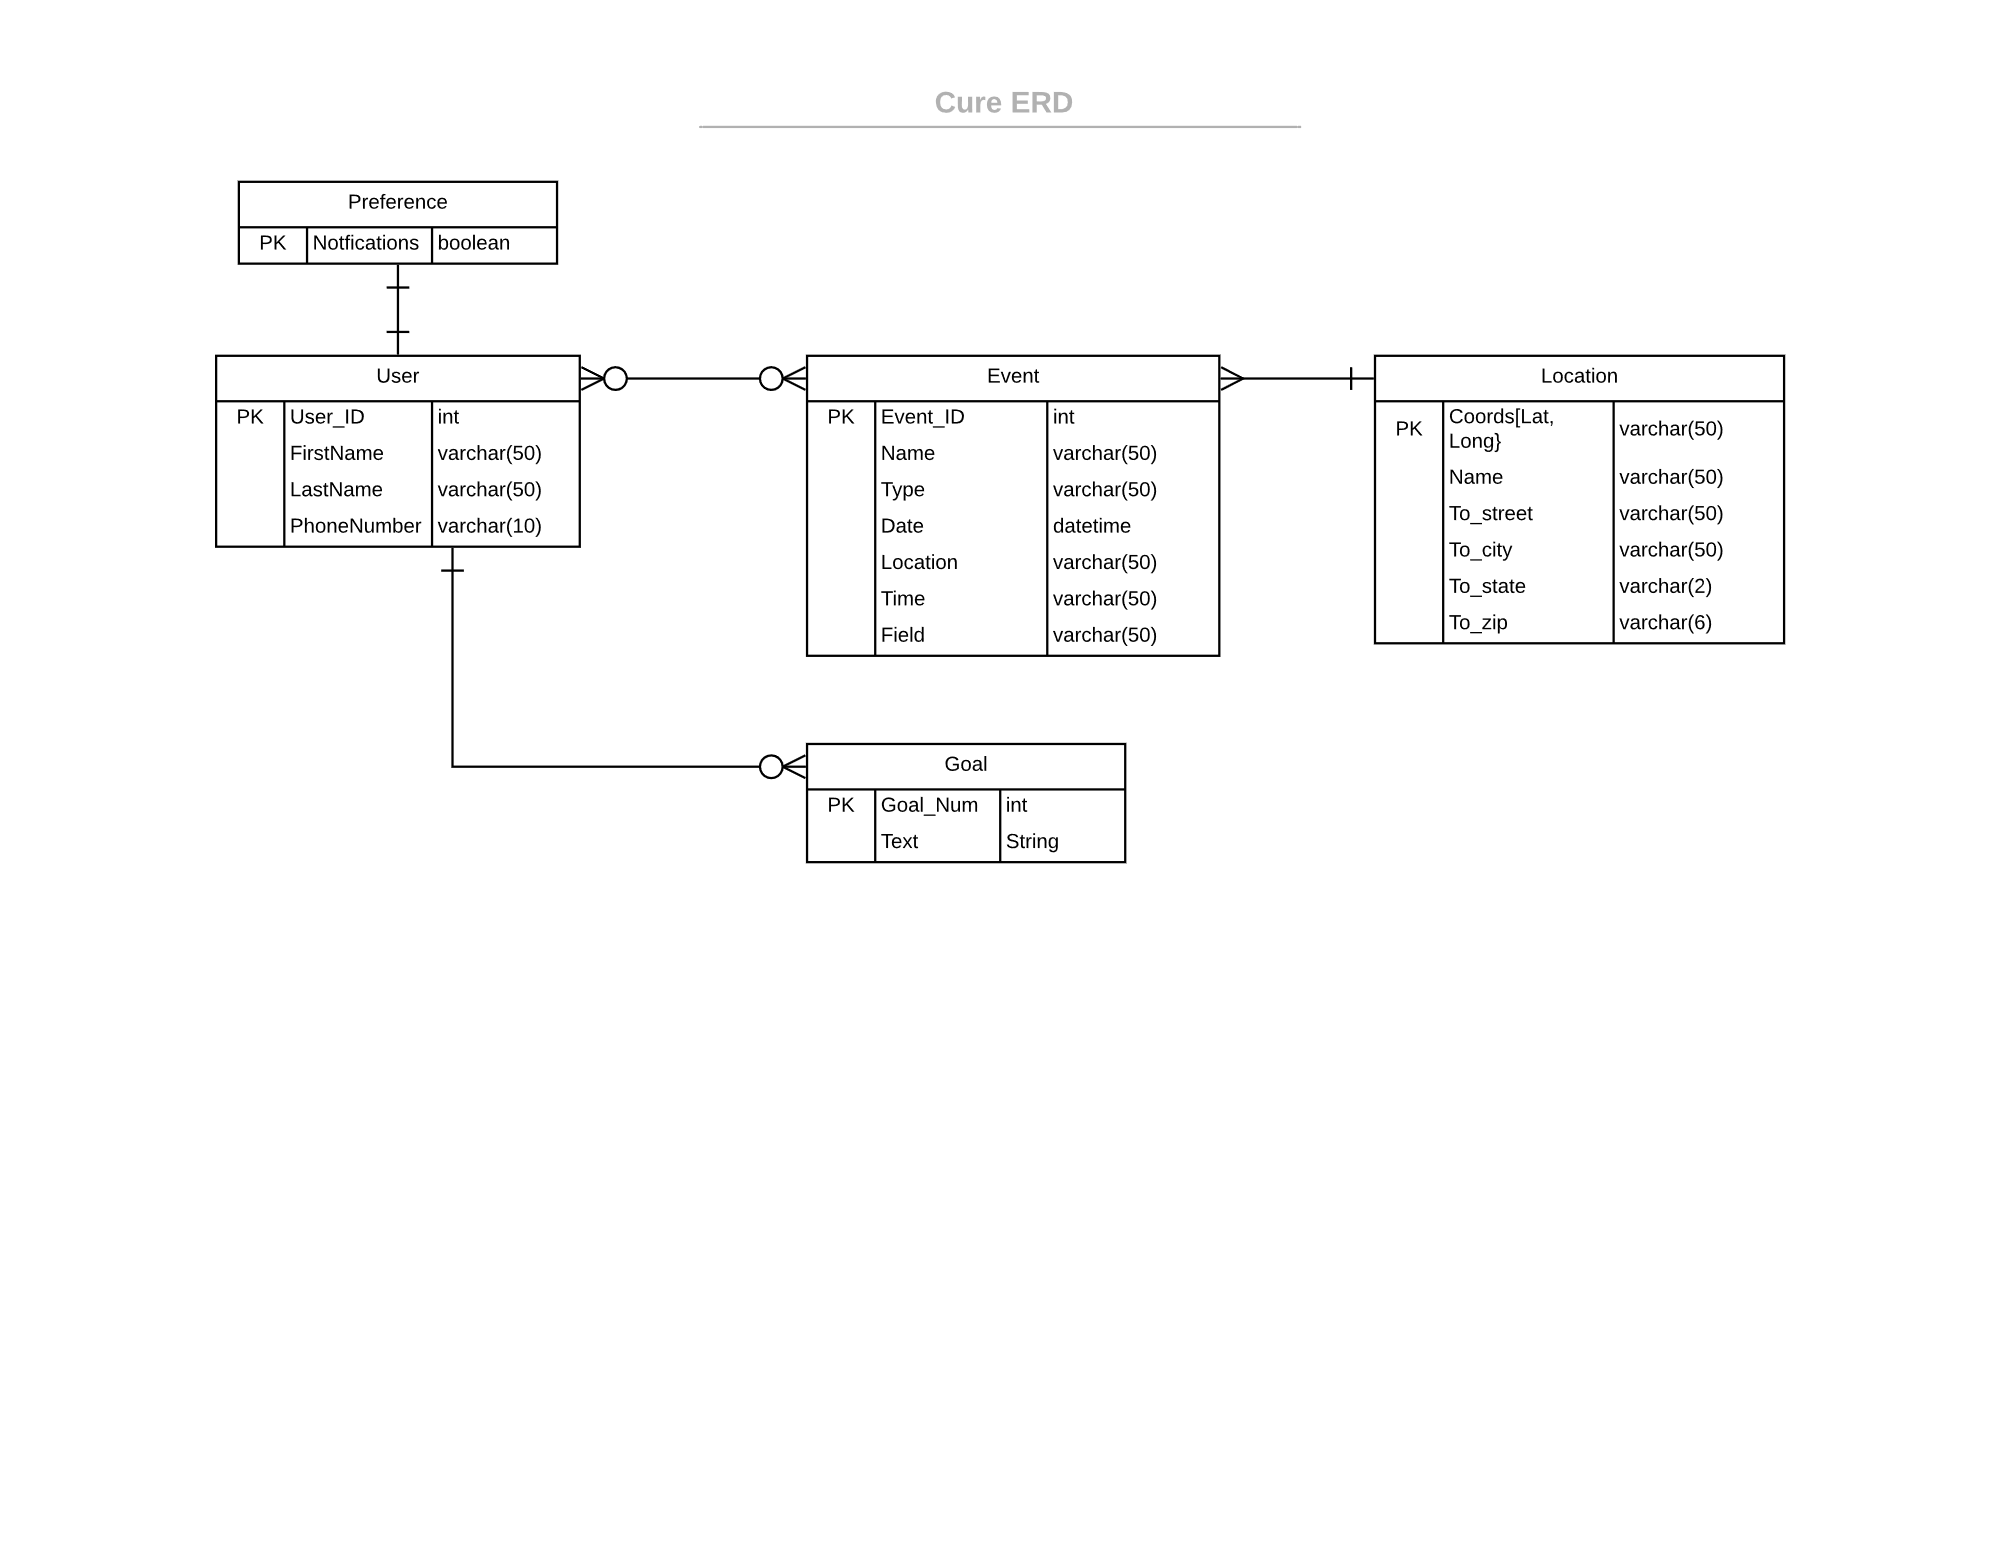 Cure ERD
Preference
PK Notfications boolean
User
PK User_ID int
FirstName varchar(50)
LastName varchar(50)
PhoneNumber varchar(10)
Event
PK Event_ID int
Name varchar(50)
Type varchar(50)
Date datetime
Location varchar(50)
Time varchar(50)
Field varchar(50)
Location
PK Coords[Lat,
Long} varchar(50)
Name varchar(50)
To_street varchar(50)
To_city varchar(50)
To_state varchar(2)
To_zip varchar(6)
Goal
PK Goal_Num int
Text String